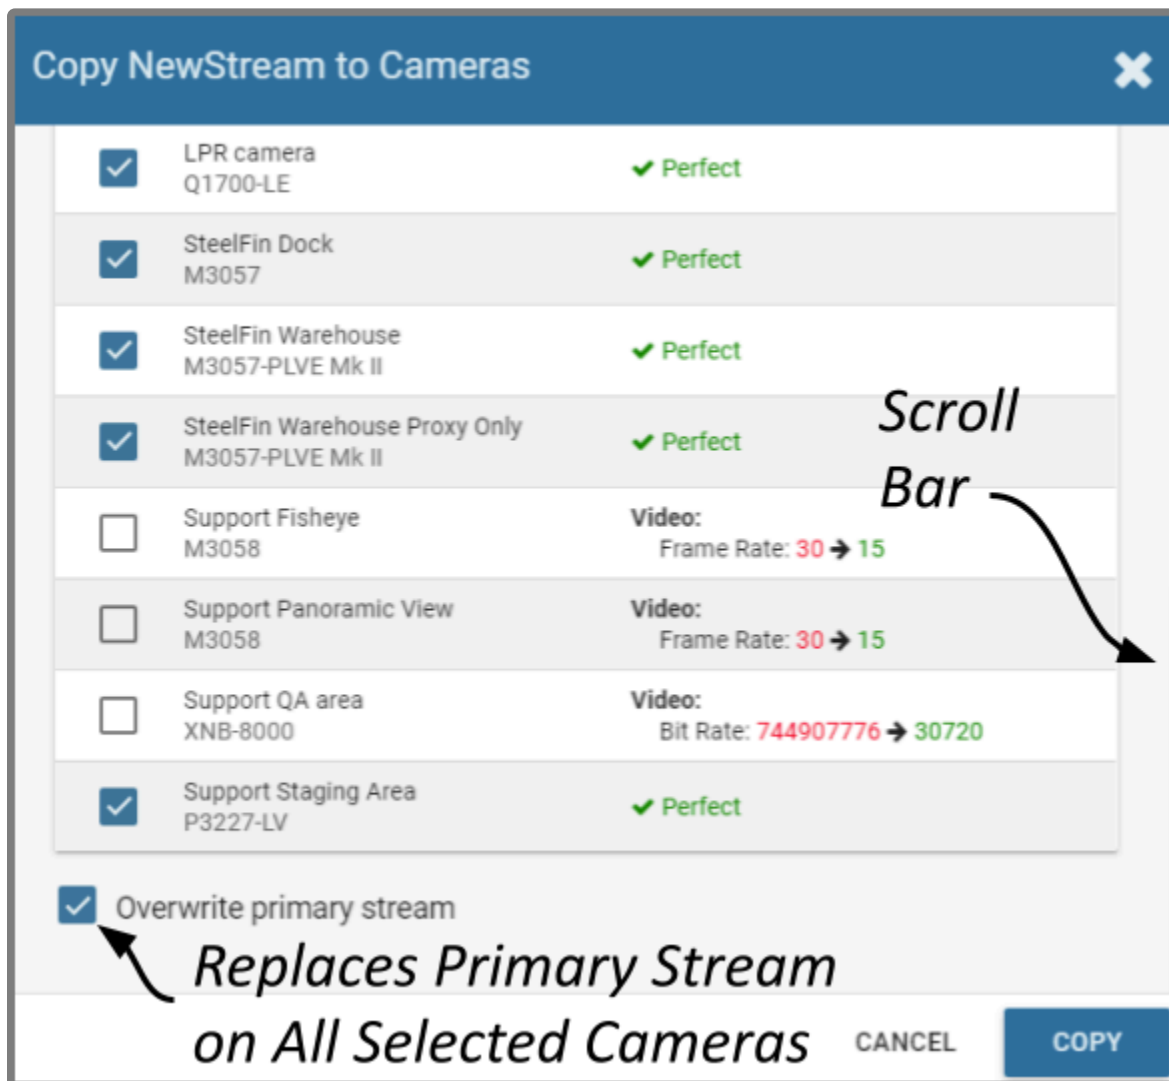 Copy NewStream to Cameras
LPR camera
Q1700-LE
Perfect
SteelFin Dock
M3057
Perfect
SteelFin Warehouse
M3057-PLVE Mk II
Perfect
SteelFin Warehouse Proxy Only
M3057-PLVE Mk II
Perfect
Scroll
Bar
Support Fisheye
M3058
Video:
Frame Rate: 30 → 15
Support Panoramic View
M3058
Video:
Frame Rate: 30 → 15
Support QA area
XNB-8000
Video:
Bit Rate: 744907776 → 30720
Support Staging Area
P3227-LV
Perfect
Overwrite primary stream
Replaces Primary Stream
on All Selected Cameras
CANCEL
COPY